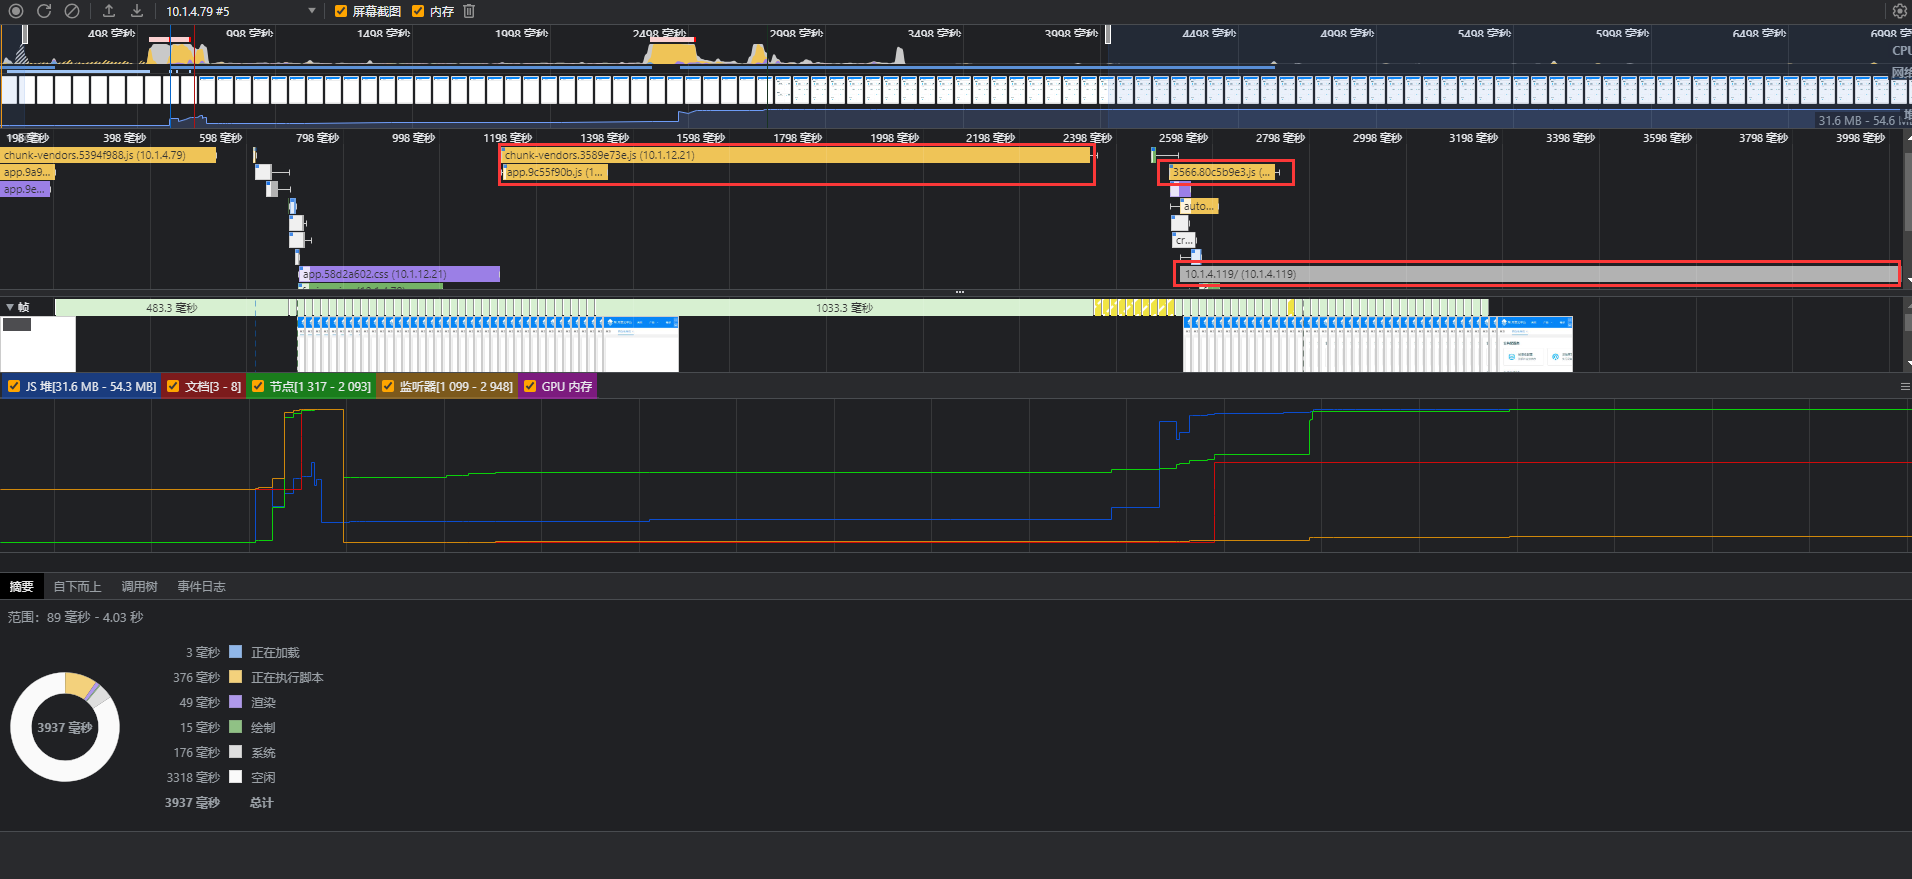 10.1.4.79 #5 屏幕截图 内存
498 毫秒 998 毫秒 1498 毫秒 1998 毫秒 2498 毫秒 2998 毫秒 3498 毫秒 3998 毫秒 4498 毫秒 4998 毫秒 5498 毫秒 5998 毫秒 6498 毫秒 6998 毫
CPU
网络
31.6 MB - 54.6
198 毫秒 398 毫秒 598 毫秒 798 毫秒 998 毫秒 1198 毫秒 1398 毫秒 1598 毫秒 1798 毫秒 1998 毫秒 2198 毫秒 2398 毫秒 2598 毫秒 2798 毫秒 2998 毫秒 3198 毫秒 3398 毫秒 3598 毫秒 3798 毫秒 3998 毫秒
chunk-vendors.5394f988.js (10.1.4.79) chunk-vendors.3589e73e.js (10.1.12.21)
app.9a9... app.9c55f90b.js (1... 3566.80c5b9e3.js (...
app.9e...
auto...
cr...
app.58d2a602.css (10.1.12.21) 10.1.4.119/ (10.1.4.119)
帧 483.3 毫秒 1033.3 毫秒
JS 堆[31.6 MB - 54.3 MB] 文档[3 - 8] 节点[1 317 - 2 093] 监听器[1 099 - 2 948] GPU 内存
摘要 自下而上 调用树 事件日志
范围: 89 毫秒 - 4.03 秒
3 毫秒 正在加载
376 毫秒 正在执行脚本
49 毫秒 渲染
3937 毫秒
15 毫秒 绘制
176 毫秒 系统
3318 毫秒 空闲
3937 毫秒 总计